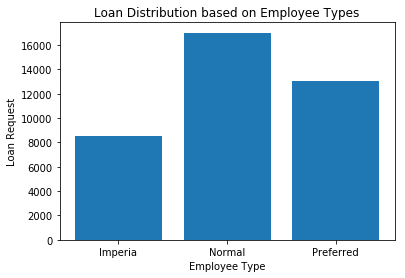 Loan Distribution based on Employee Types
16000
14000
12000
10000
8000
6000
4000
2000
0
Loan Request
Imperia Normal Preferred
Employee Type